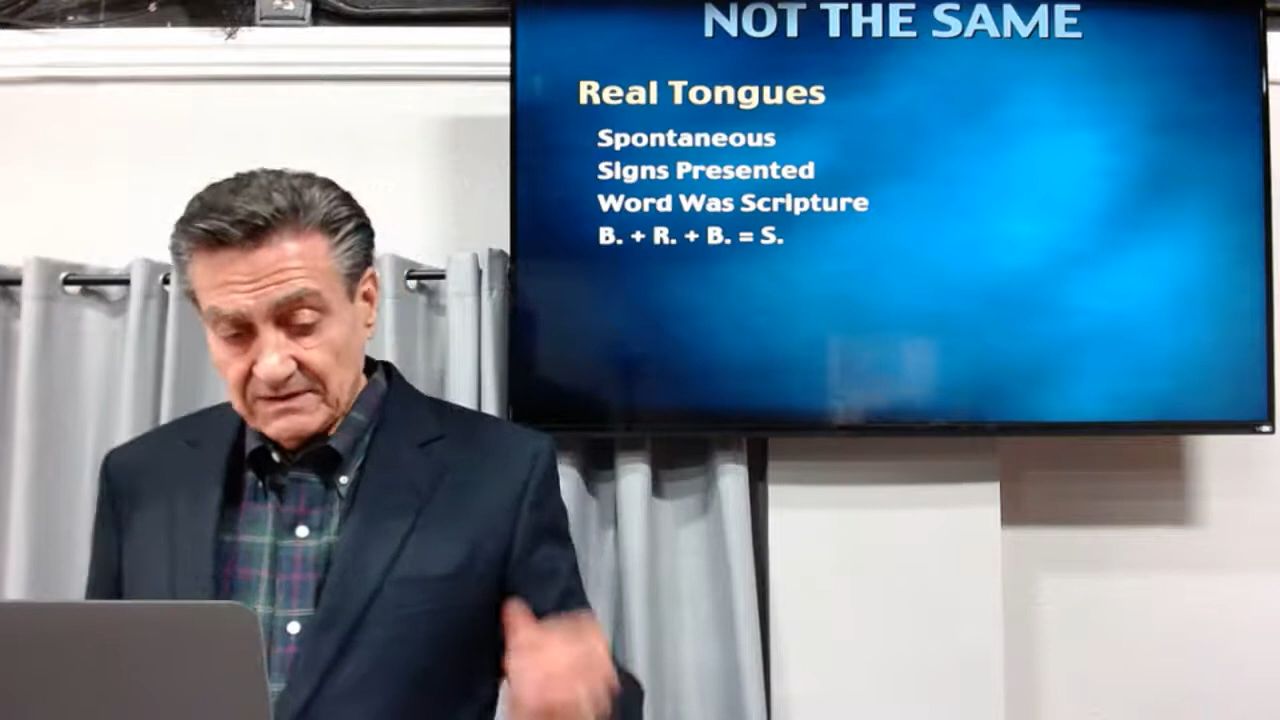 NOT THE SAME
Real Tongues
Spontaneous
Signs Presented
Word Was Scripture
B. + R. + B. = S.